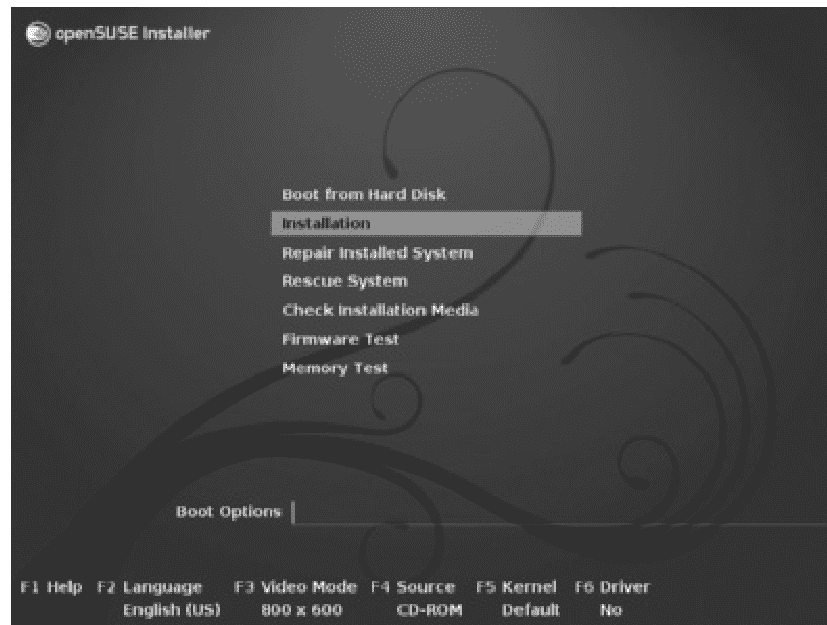 openSUSE Installer
Boot from Hard Disk
Installation
Repair Installed System
Rescue System
Check Installation Media
Firmware Test
Memory Test
Boot Options
F1 Help F2 Language F3 Video Mode F4 Source F5 Kernel F6 Driver
English (US) 800 x 600 CD-ROM Default No